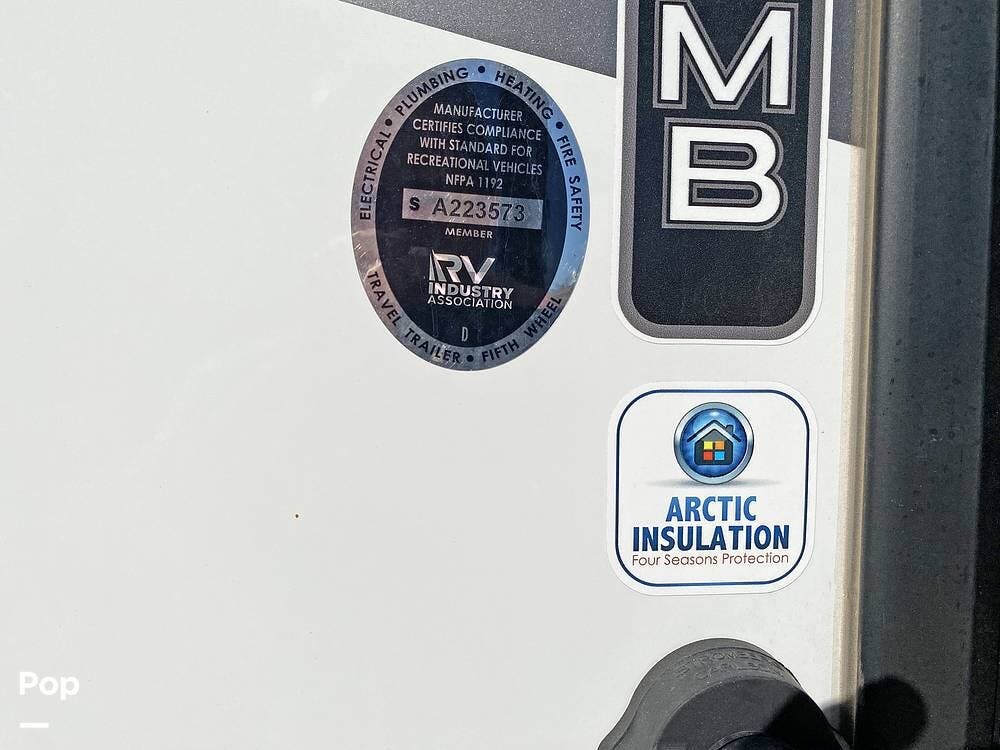 M
B
ELECTRICAL • PLUMBING • HEATING • FIRE SAFETY
MANUFACTURER
CERTIFIES COMPLIANCE
WITH STANDARD FOR
RECREATIONAL VEHICLES
NFPA 1192
S A223573
MEMBER
RV
INDUSTRY
ASSOCIATION
D
TRAVEL TRAILER • FIFTH WHEEL
ARCTIC
INSULATION
Four Seasons Protection
Pop